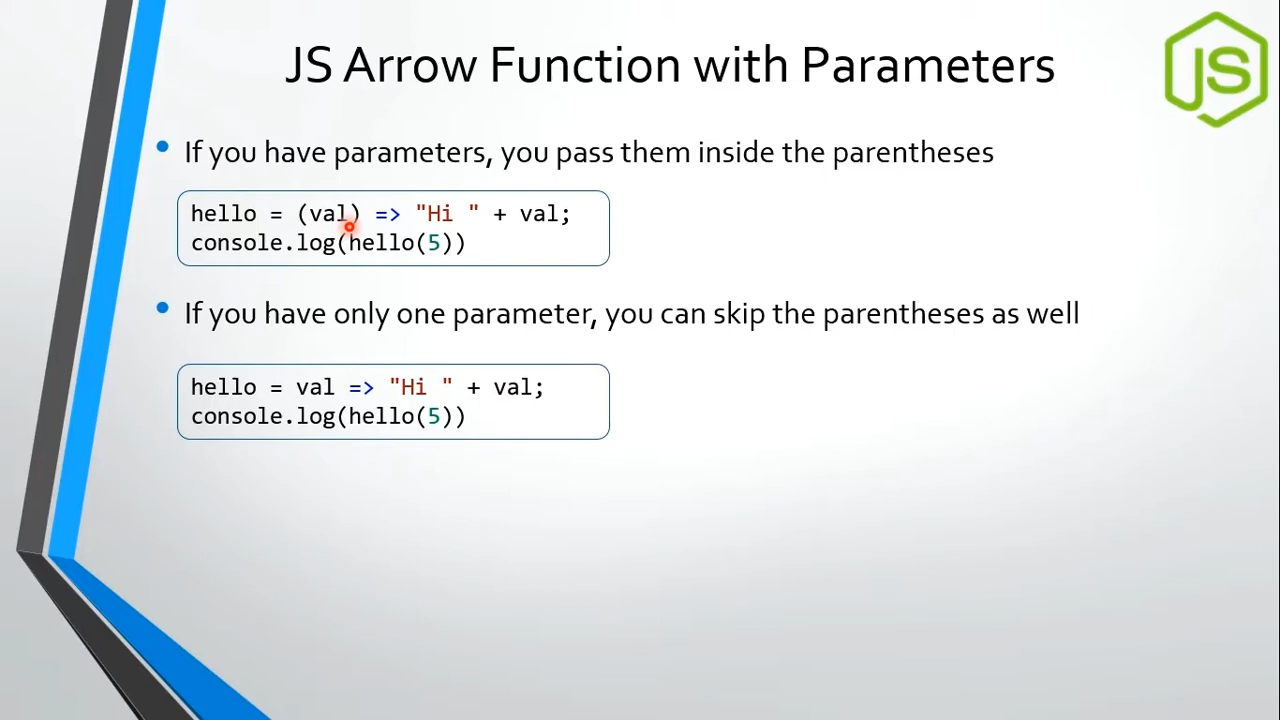 JS Arrow Function with Parameters
JS
• If you have parameters, you pass them inside the parentheses
hello = (val) => "Hi " + val;
console.log(hello(5))
• If you have only one parameter, you can skip the parentheses as well
hello = val => "Hi " + val;
console.log(hello(5))